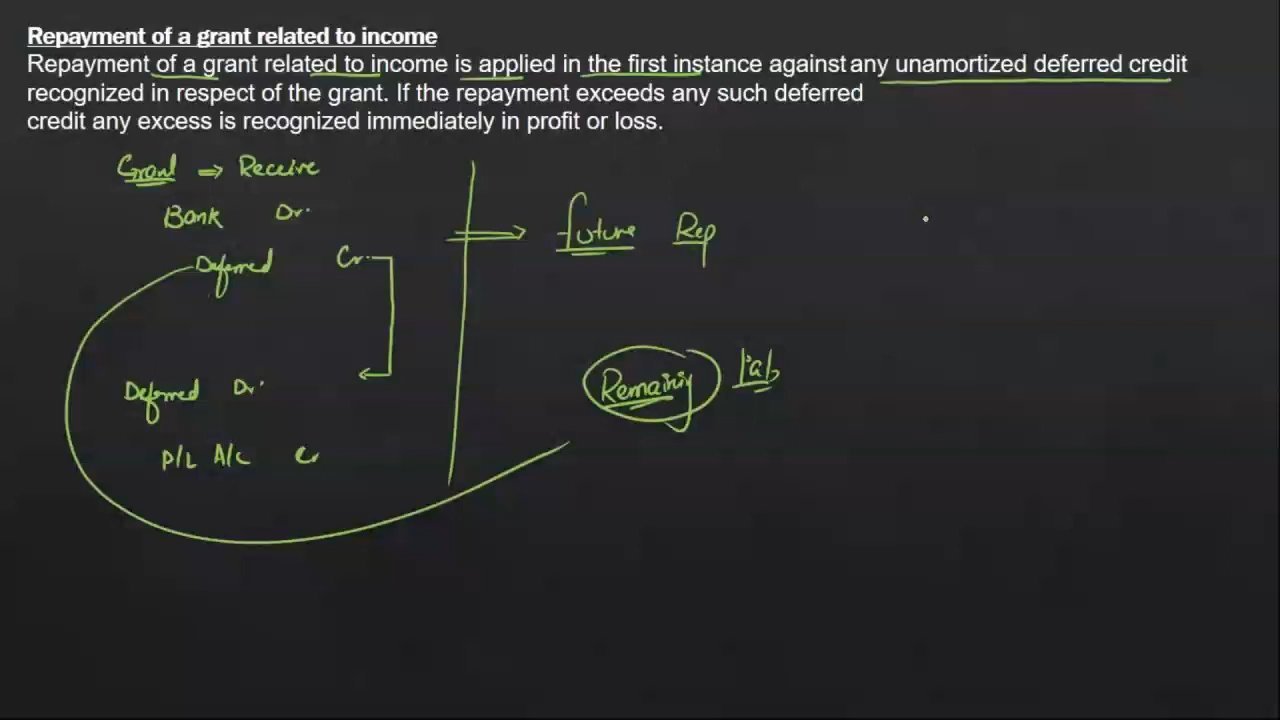 Repayment of a grant related to income
Repayment of a grant related to income is applied in the first instance against any unamortized deferred credit
recognized in respect of the grant. If the repayment exceeds any such deferred
credit any excess is recognized immediately in profit or loss.
Grant ⇒ Receive
Bank Dr.
Deferred Cr.
future Rep
Remaining Liab
Deferred Dr.
P/L A/c Cr